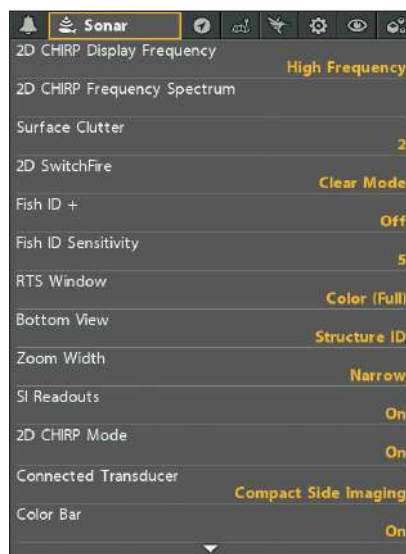 Sonar
2D CHIRP Display Frequency
High Frequency
2D CHIRP Frequency Spectrum
Surface Clutter
2
2D SwitchFire
Clear Mode
Fish ID +
Off
Fish ID Sensitivity
5
RTS Window
Color (Full)
Bottom View
Structure ID
Zoom Width
Narrow
SI Readouts
On
2D CHIRP Mode
On
Connected Transducer
Compact Side Imaging
Color Bar
On